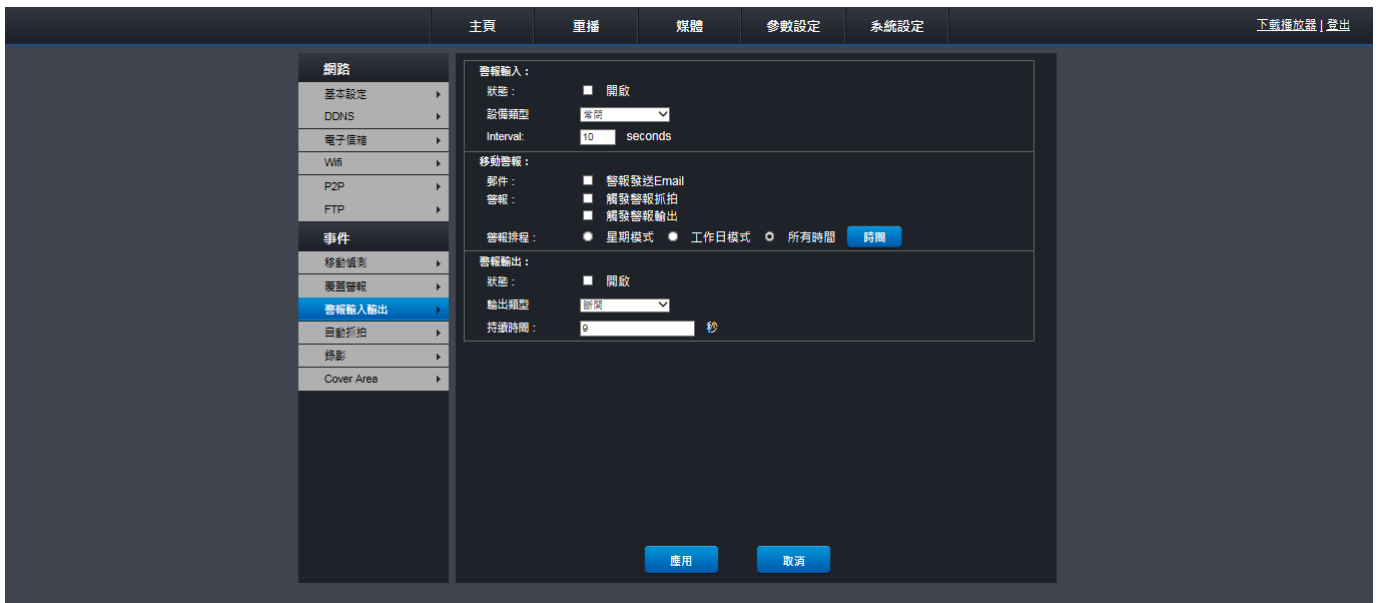 主頁 重播 媒體 參數設定 系統設定 下載播放器 | 登出
網路
基本設定
DDNS
電子信箱
Wifi
P2P
FTP
事件
移動偵測
覆蓋警報
警報輸入輸出
自動抓拍
錄影
Cover Area
警報輸入：
狀態： 開啟
設備類型 常開
Interval: 10 seconds
移動警報：
郵件： 警報發送Email
警報： 觸發警報抓拍
觸發警報輸出
警報排程： 星期模式 工作日模式 所有時間 時間
警報輸出：
狀態： 開啟
輸出類型 斷開
持續時間： 9 秒
應用 取消